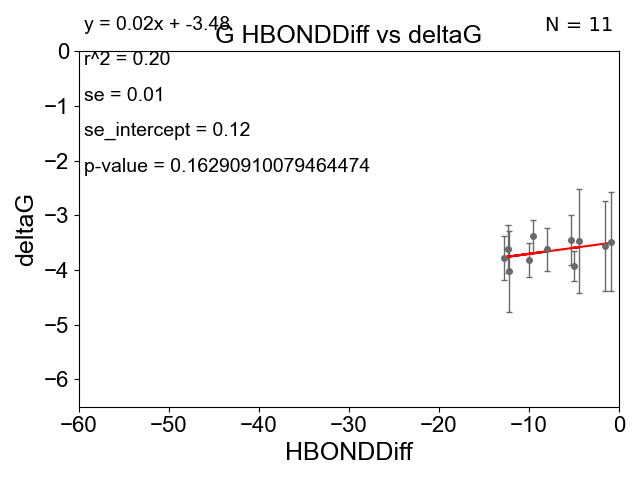 y = 0.02x + -3.48
N = 11
G HBONDDiff vs deltaG
r^2 = 0.20
se = 0.01
se_intercept = 0.12
p-value = 0.16290910079464474
0
−1
−2
−3
−4
−5
−6
deltaG
−60 −50 −40 −30 −20 −10 0
HBONDDiff